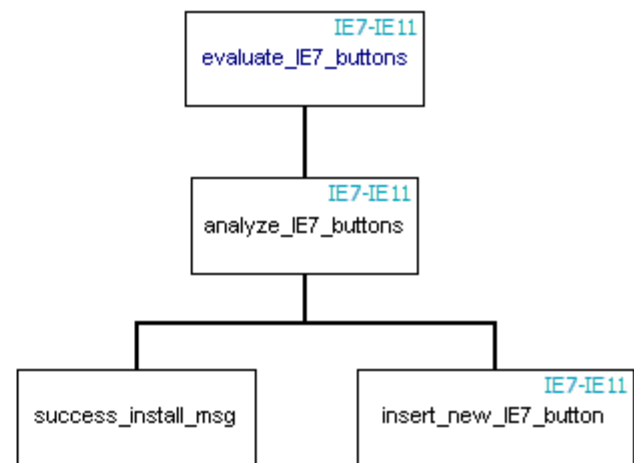 IE7-IE11
evaluate_IE7_buttons
IE7-IE11
analyze_IE7_buttons
success_install_msg
IE7-IE11
insert_new_IE7_button